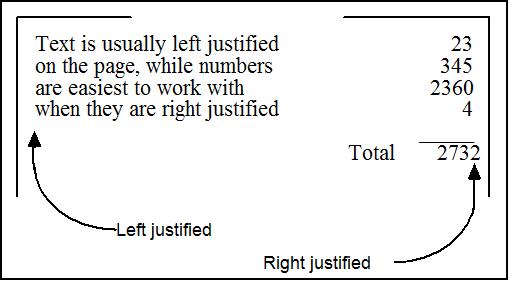 Text is usually left justified 23
on the page, while numbers 345
are easiest to work with 2360
when they are right justified 4
Total 2732
Left justified
Right justified